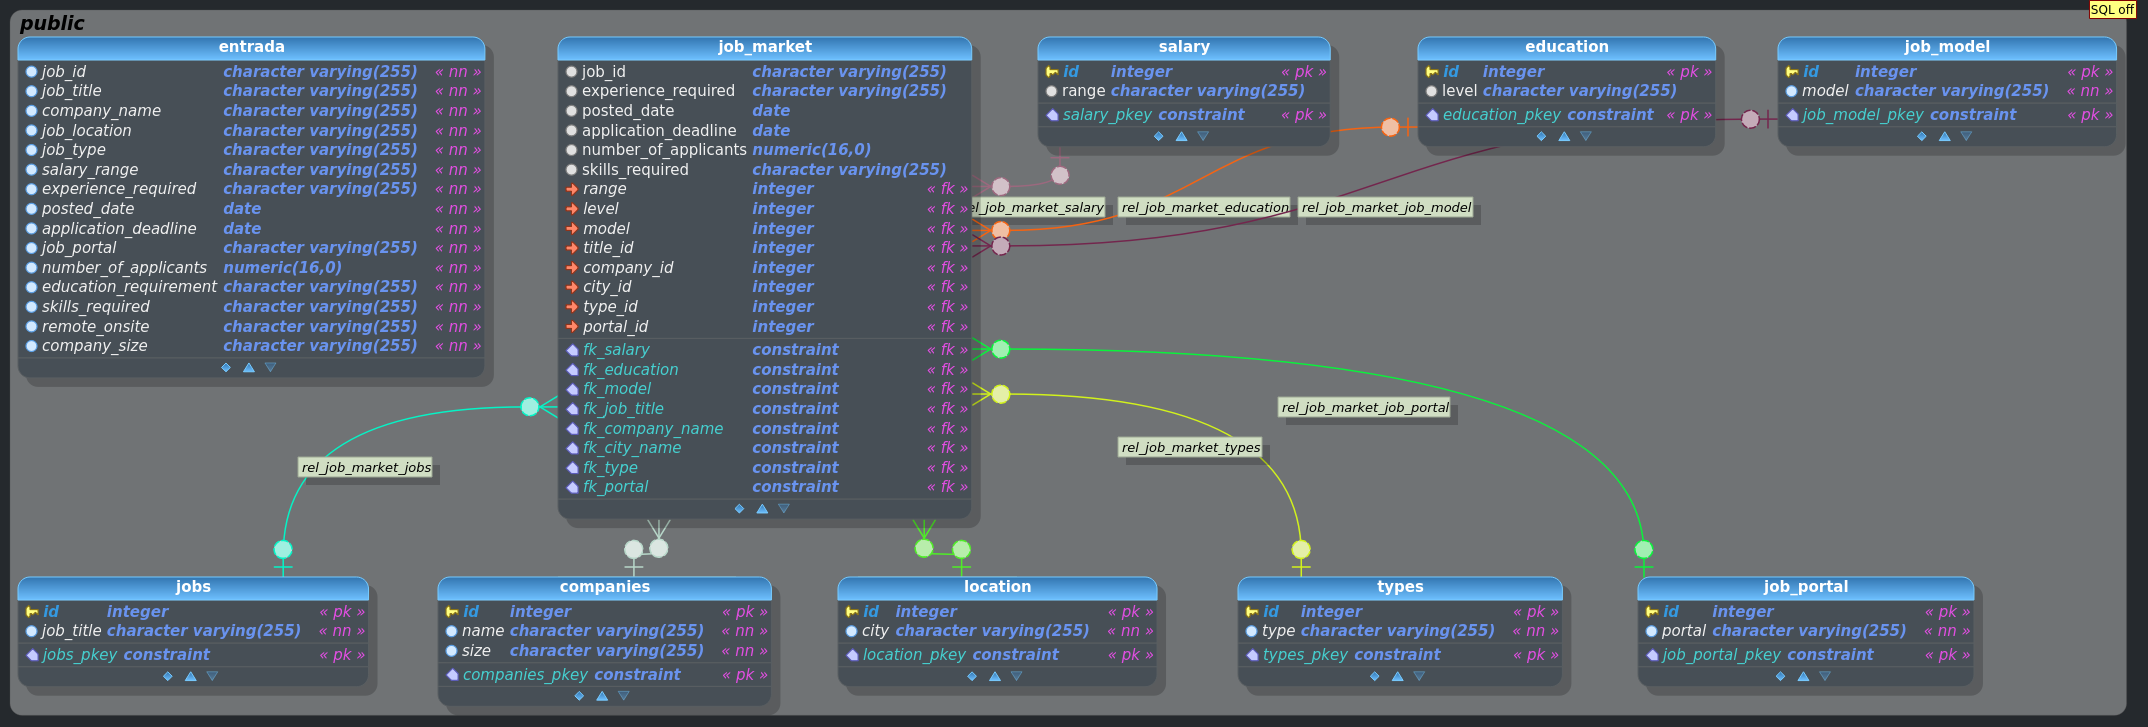 SQL off
public
entrada
job_id character varying(255) « nn »
job_title character varying(255) « nn »
company_name character varying(255) « nn »
job_location character varying(255) « nn »
job_type character varying(255) « nn »
salary_range character varying(255) « nn »
experience_required character varying(255) « nn »
posted_date date « nn »
application_deadline date « nn »
job_portal character varying(255) « nn »
number_of_applicants numeric(16,0) « nn »
education_requirement character varying(255) « nn »
skills_required character varying(255) « nn »
remote_onsite character varying(255) « nn »
company_size character varying(255) « nn »
job_market
job_id character varying(255)
experience_required character varying(255)
posted_date date
application_deadline date
number_of_applicants numeric(16,0)
skills_required character varying(255)
range integer « fk »
level integer « fk »
model integer « fk »
title_id integer « fk »
company_id integer « fk »
city_id integer « fk »
type_id integer « fk »
portal_id integer « fk »
fk_salary constraint « fk »
fk_education constraint « fk »
fk_model constraint « fk »
fk_job_title constraint « fk »
fk_company_name constraint « fk »
fk_city_name constraint « fk »
fk_type constraint « fk »
fk_portal constraint « fk »
salary
id integer « pk »
range character varying(255)
salary_pkey constraint « pk »
education
id integer « pk »
level character varying(255)
education_pkey constraint « pk »
job_model
id integer « pk »
model character varying(255) « nn »
job_model_pkey constraint « pk »
el_job_market_salary
rel_job_market_education
rel_job_market_job_model
rel_job_market_job_portal
rel_job_market_types
rel_job_market_jobs
jobs
id integer « pk »
job_title character varying(255) « nn »
jobs_pkey constraint « pk »
companies
id integer « pk »
name character varying(255) « nn »
size character varying(255) « nn »
companies_pkey constraint « pk »
location
id integer « pk »
city character varying(255) « nn »
location_pkey constraint « pk »
types
id integer « pk »
type character varying(255) « nn »
types_pkey constraint « pk »
job_portal
id integer « pk »
portal character varying(255) « nn »
job_portal_pkey constraint « pk »